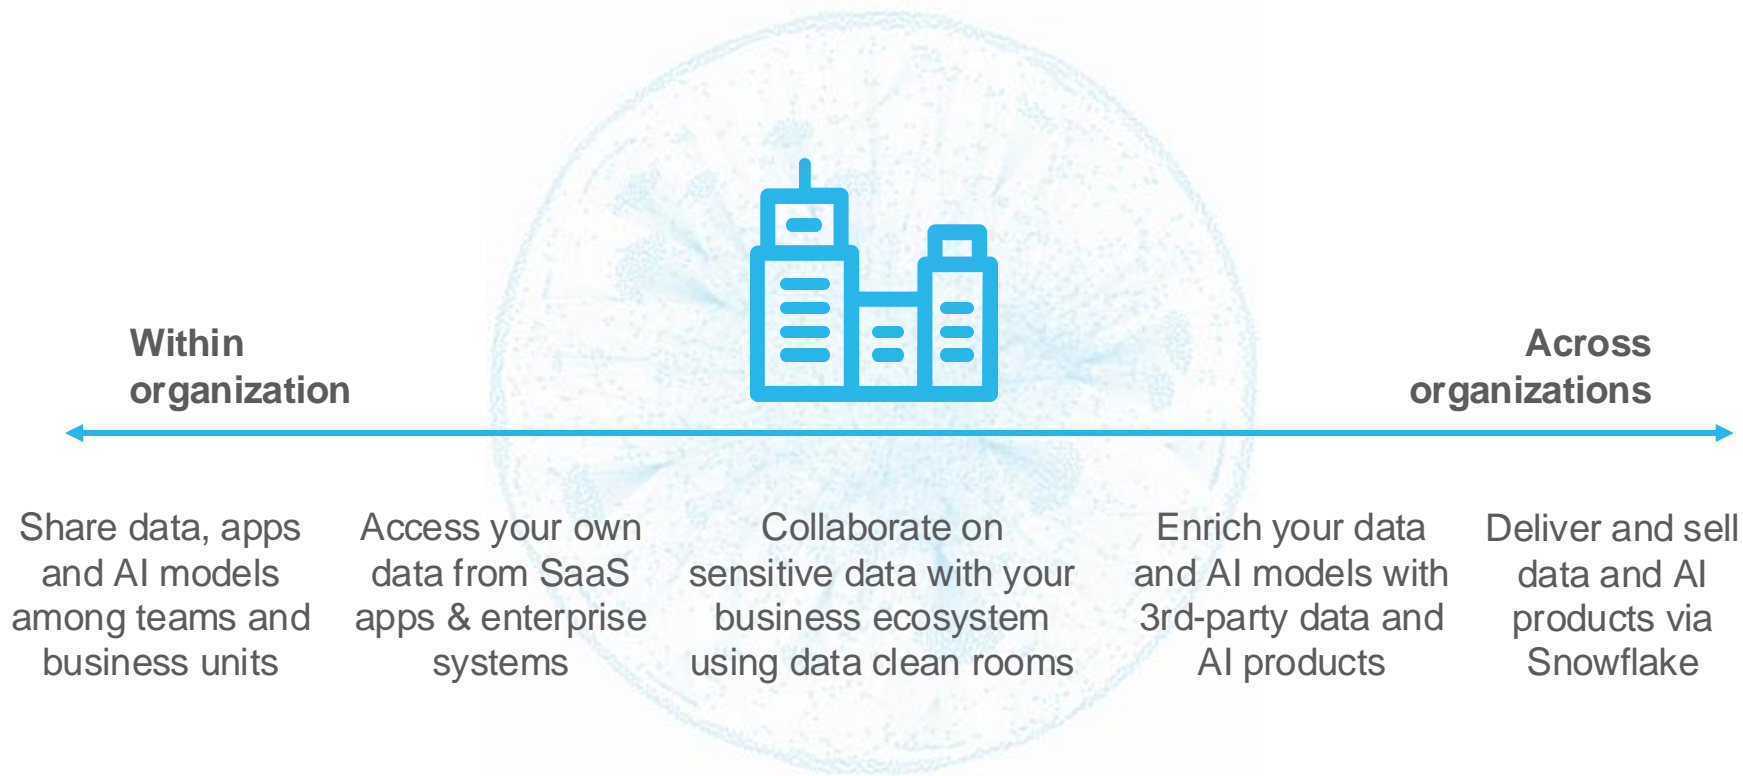 Within
organization
Across
organizations
Share data, apps
and AI models
among teams and
business units
Access your own
data from SaaS
apps & enterprise
systems
Collaborate on
sensitive data with your
business ecosystem
using data clean rooms
Enrich your data
and AI models with
3rd-party data and
AI products
Deliver and sell
data and AI
products via
Snowflake